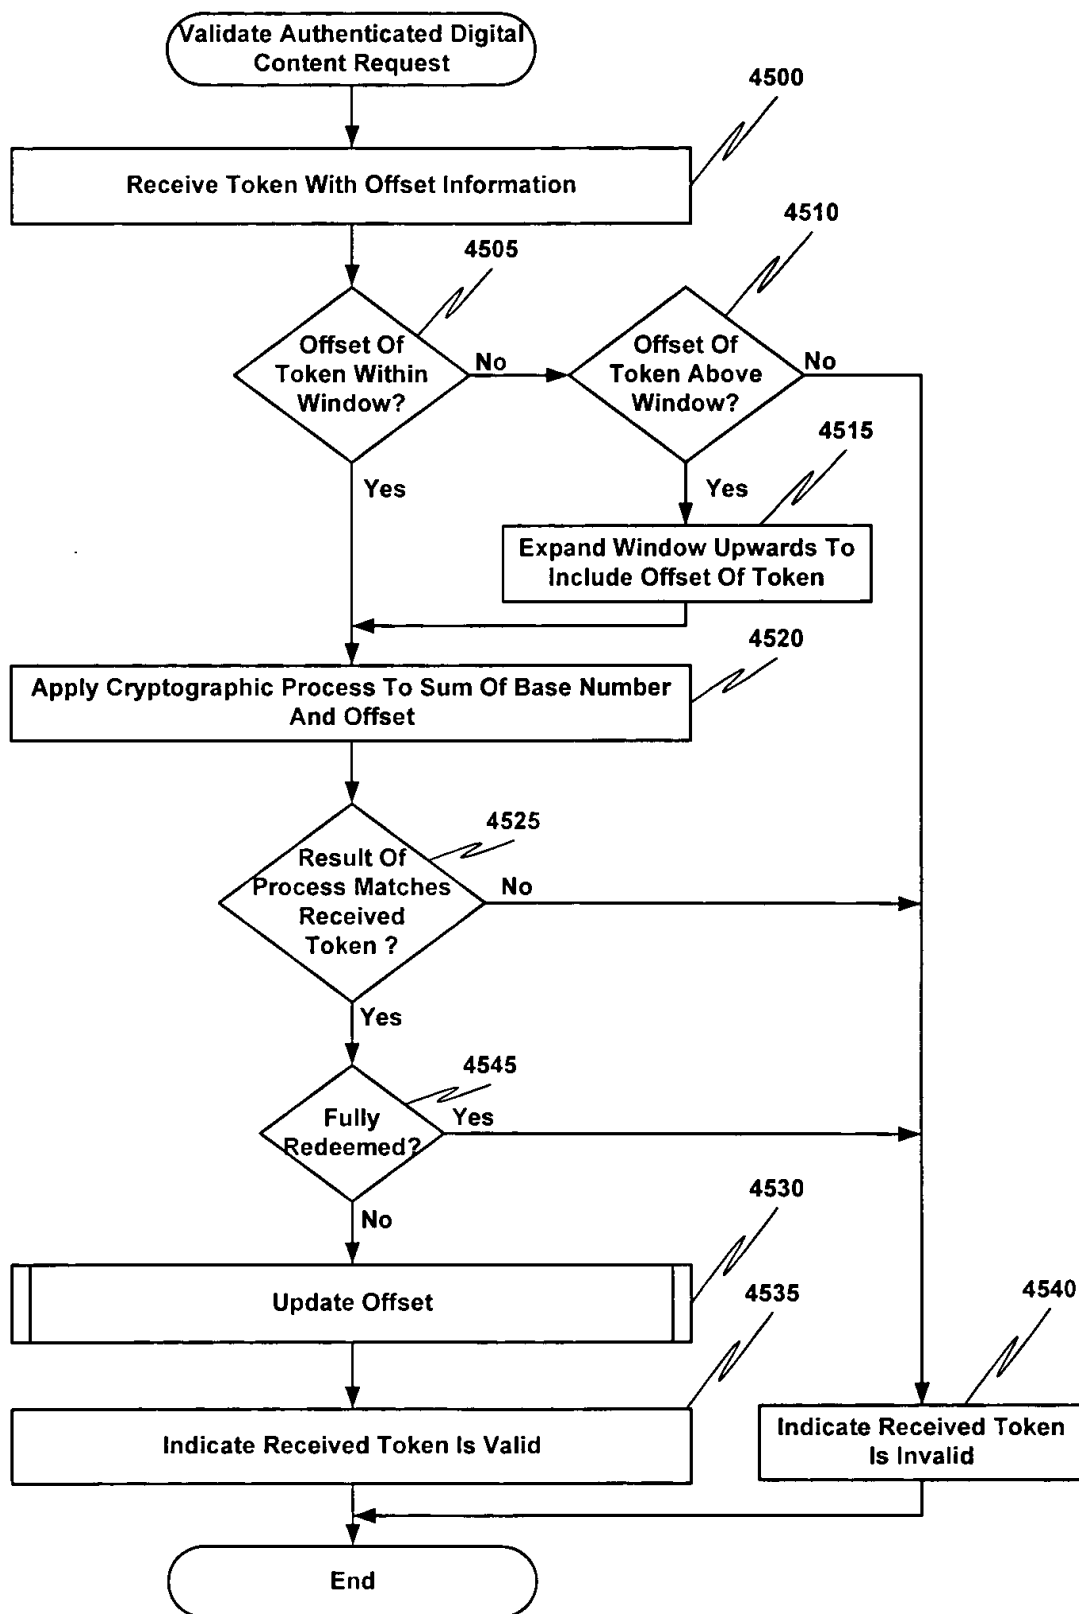 Validate Authenticated Digital
Content Request
4500
Receive Token With Offset Information
4505
4510
Offset Of
Token Within
Window?
No
Offset Of
Token Above
Window?
No
Yes
Yes
4515
Expand Window Upwards To
Include Offset Of Token
4520
Apply Cryptographic Process To Sum Of Base Number
And Offset
4525
Result Of
Process Matches
Received
Token ?
No
Yes
4545
Fully
Redeemed?
Yes
No
4530
Update Offset
4535
4540
Indicate Received Token Is Valid
Indicate Received Token
Is Invalid
End